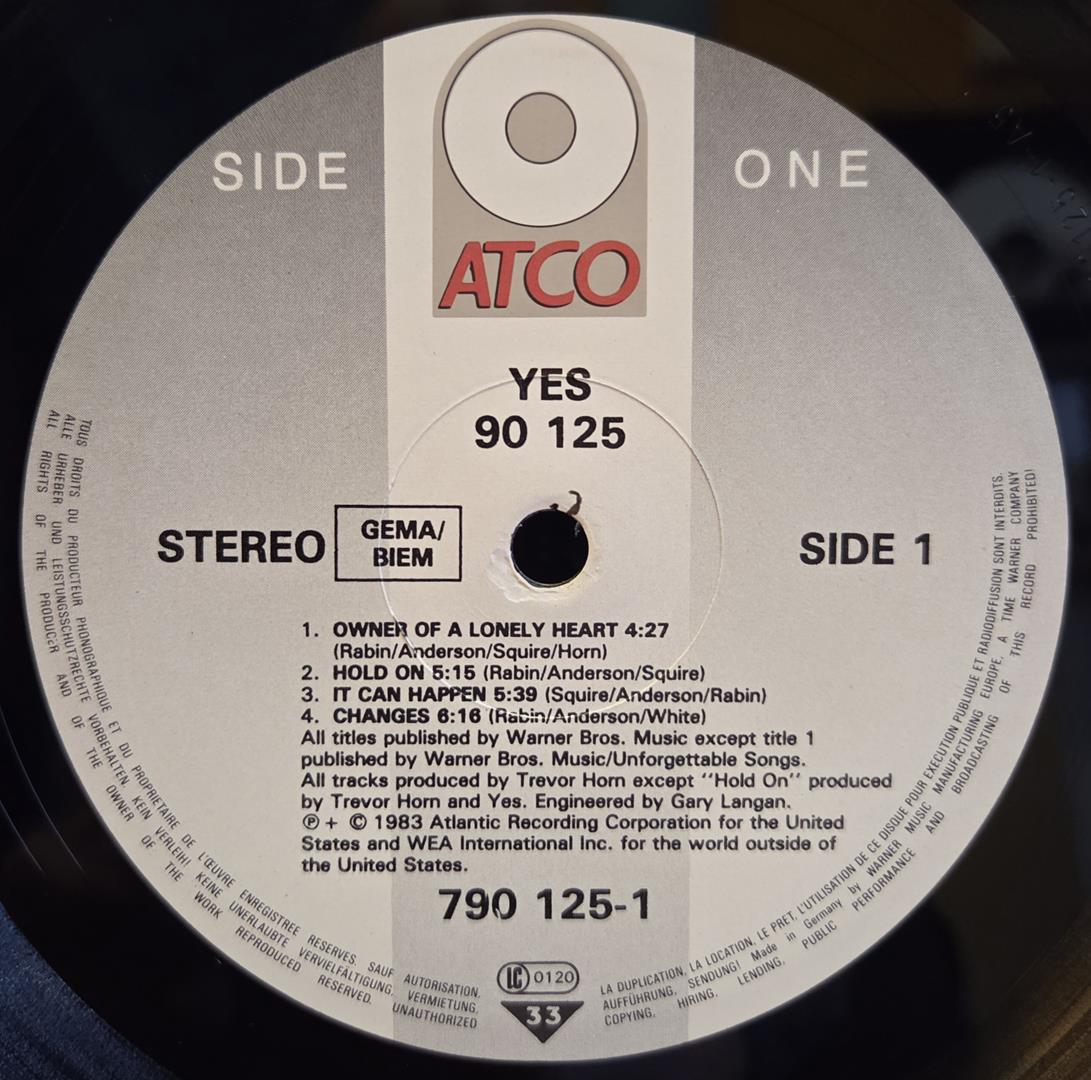 SIDE ONE
ATCO
YES
90 125
STEREO
GEMA/
BIEM
SIDE 1
1. OWNER OF A LONELY HEART 4:27
(Rabin/Anderson/Squire/Horn)
2. HOLD ON 5:15 (Rabin/Anderson/Squire)
3. IT CAN HAPPEN 5:39 (Squire/Anderson/Rabin)
4. CHANGES 6:16 (Rabin/Anderson/White)
All titles published by Warner Bros. Music except title 1
published by Warner Bros. Music/Unforgettable Songs.
All tracks produced by Trevor Horn except "Hold On" produced
by Trevor Horn and Yes. Engineered by Gary Langan.
℗ + © 1983 Atlantic Recording Corporation for the United
States and WEA International Inc. for the world outside of
the United States.
790 125-1
LC 0120
33
TOUS DROITS DU PRODUCTEUR PHONOGRAPHIQUE ET DU PROPRIETAIRE DE L'ŒUVRE ENREGISTREE RESERVES. SAUF AUTORISATION, LA DUPLICATION, LA LOCATION, LE PRET, L'UTILISATION DE CE DISQUE POUR EXECUTION PUBLIQUE ET RADIODIFFUSION SONT INTERDITS.
ALLE URHEBER UND LEISTUNGSSCHUTZRECHTE VORBEHALTEN. KEIN VERLEIH! KEINE UNERLAUBTE VERVIELFÄLTIGUNG, VERMIETUNG, AUFFÜHRUNG, SENDUNG! Made in Germany by WARNER MUSIC MANUFACTURING EUROPE, A TIME WARNER COMPANY
ALL RIGHTS OF THE PRODUCER AND OF THE OWNER OF THE WORK REPRODUCED RESERVED. UNAUTHORIZED COPYING, HIRING, LENDING, PUBLIC PERFORMANCE AND BROADCASTING OF THIS RECORD PROHIBITED!